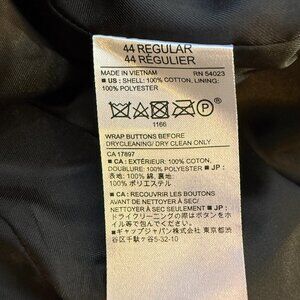 44 REGULAR
44 RÉGULIER
MADE IN VIETNAM RN 54023
■ US : SHELL: 100% COTTON, LINING:
100% POLYESTER
P
1166
WRAP BUTTONS BEFORE
DRYCLEANING/ DRY CLEAN ONLY
CA 17897
■ CA : EXTÉRIEUR: 100% COTON,
DOUBLURE: 100% POLYESTER ■ JP :
表地: 100% 綿, 裏地:
100% ポリエステル
■ CA : RECOUVRIR LES BOUTONS
AVANT DE NETTOYER À SEC/
NETTOYER À SEC SEULEMENT ■ JP :
ドライクリーニングの際はボタンをホ
イル等で包んでください。
■ギャップジャパン株式会社 東京都渋
谷区千駄ヶ谷5-32-10